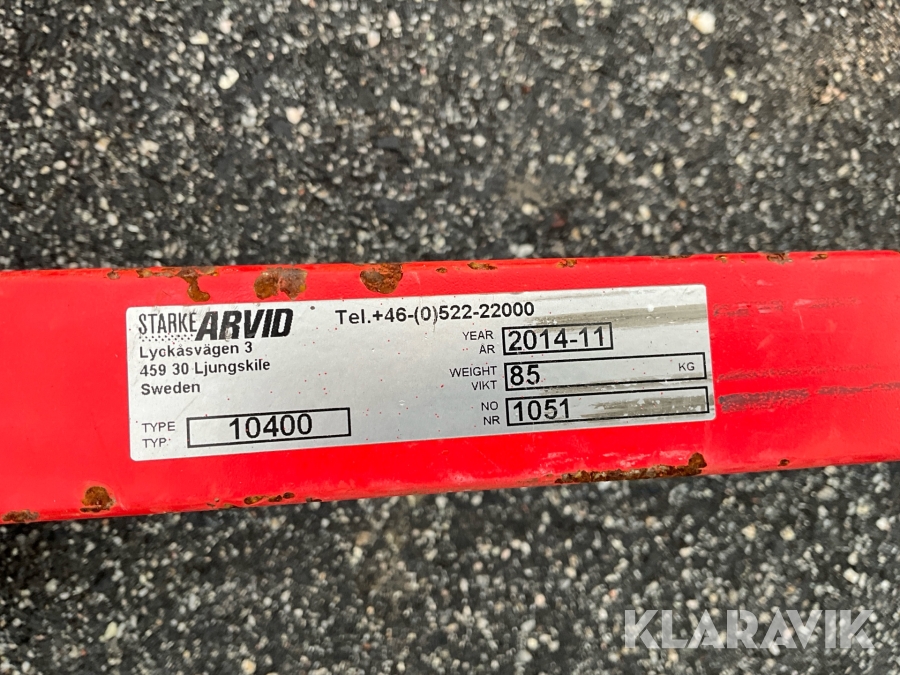 STARKE ARVID
Lyckåsvägen 3
459 30 Ljungskile
Sweden
TYPE
TYP. 10400
Tel.+46-(0)522-22000
YEAR
ÅR 2014-11
WEIGHT
VIKT 85 KG
NO
NR 1051
KLARAVIK